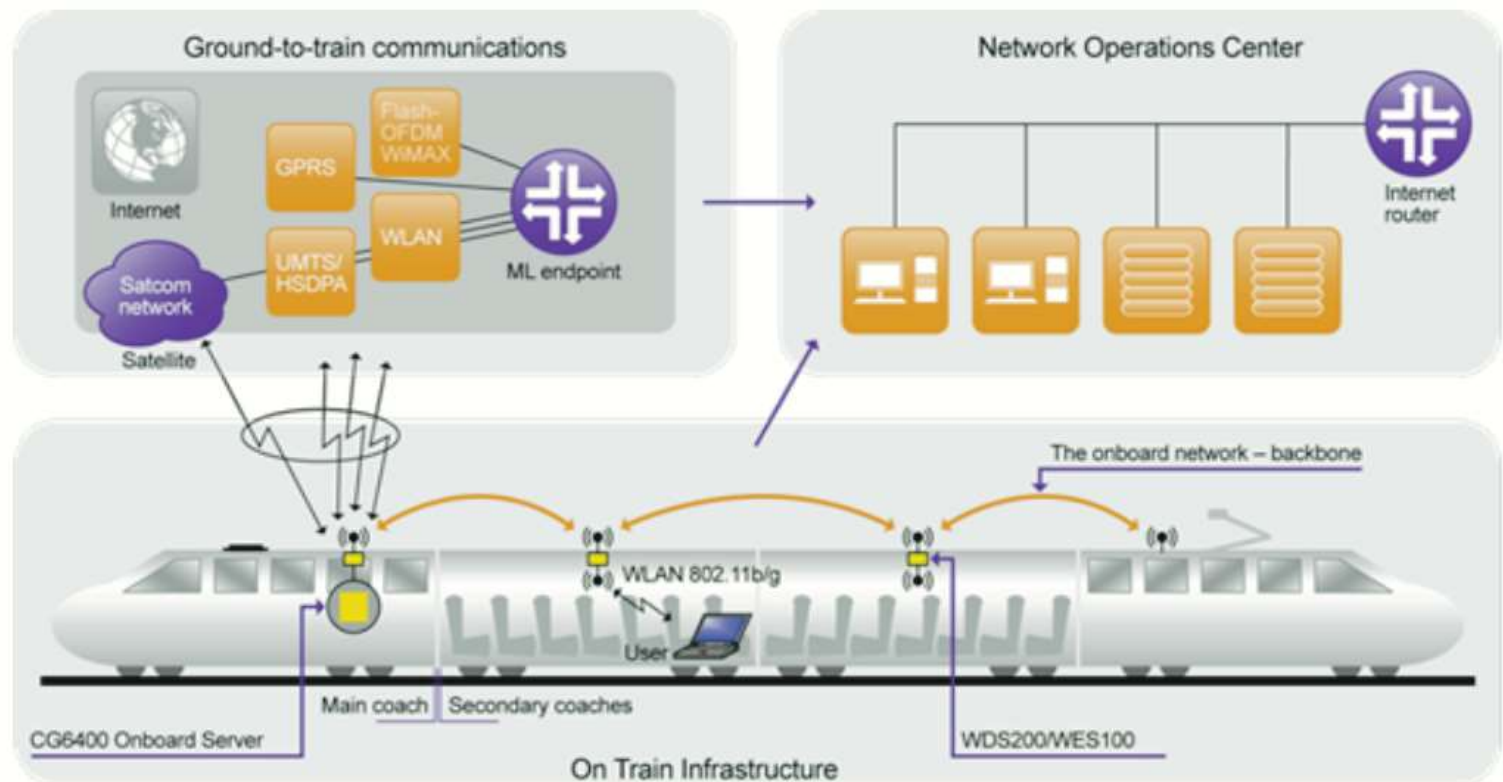 Ground-to-train communications
Internet
GPRS
Flash-
OFDM
WiMAX
UMTS/
HSDPA
WLAN
ML endpoint
Satcom
network
Satellite
Network Operations Center
Internet
router
The onboard network – backbone
WLAN 802.11b/g
User
Main coach
Secondary coaches
CG6400 Onboard Server
WDS200/WES100
On Train Infrastructure